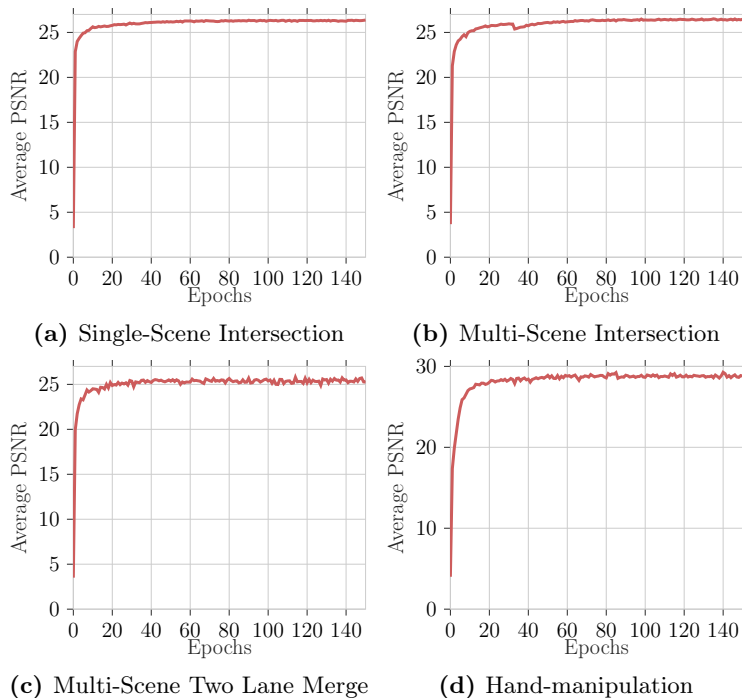 25
20
15
10
5
0
Average PSNR
0 20 40 60 80 100 120 140
Epochs
(a) Single-Scene Intersection
25
20
15
10
5
0
Average PSNR
0 20 40 60 80 100 120 140
Epochs
(b) Multi-Scene Intersection
25
20
15
10
5
0
Average PSNR
0 20 40 60 80 100 120 140
Epochs
(c) Multi-Scene Two Lane Merge
30
20
10
0
Average PSNR
0 20 40 60 80 100 120 140
Epochs
(d) Hand-manipulation